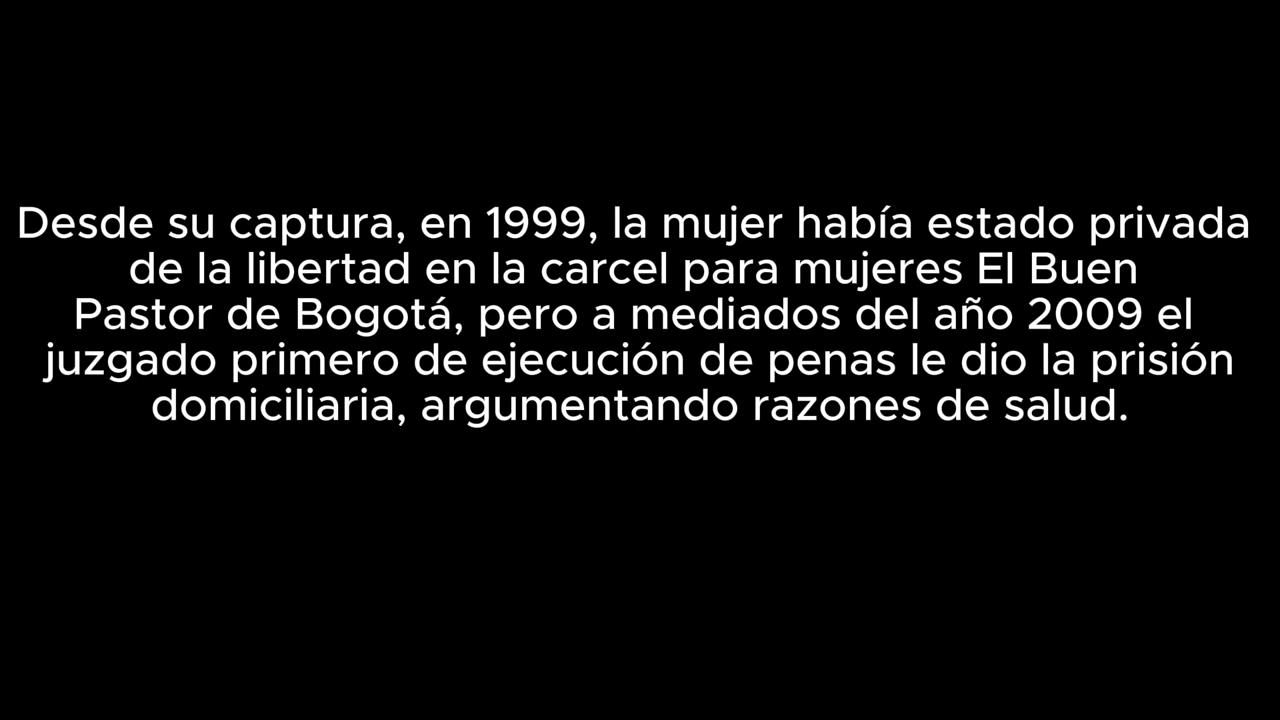 Desde su captura, en 1999, la mujer había estado privada
de la libertad en la carcel para mujeres El Buen
Pastor de Bogotá, pero a mediados del año 2009 el
juzgado primero de ejecución de penas le dio la prisión
domiciliaria, argumentando razones de salud.